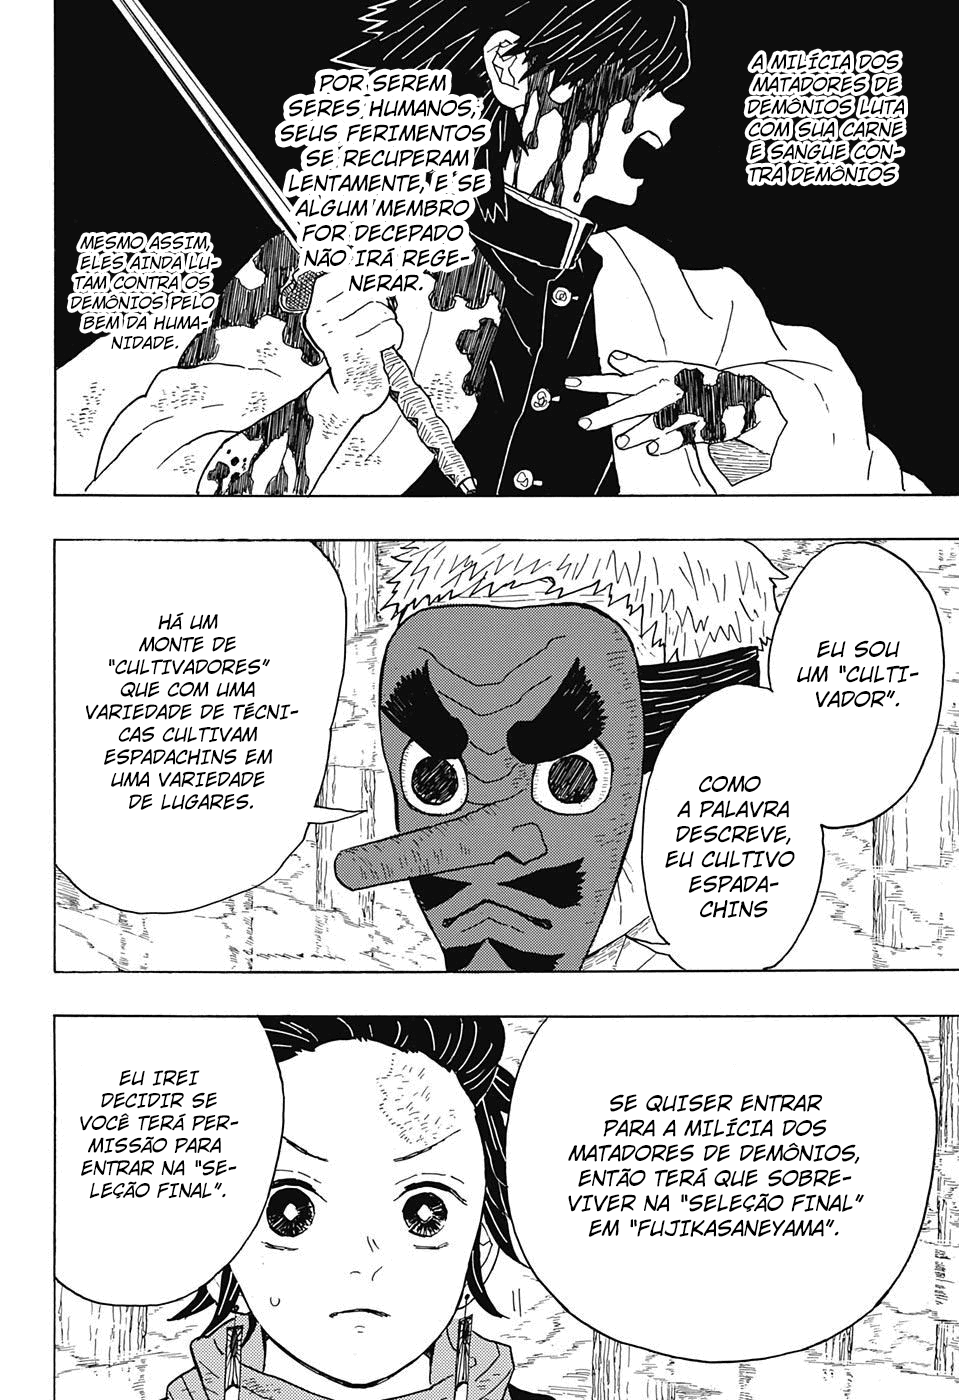 A MILÍCIA DOS
MATADORES DE
DEMÔNIOS LUTA
COM SUA CARNE
E SANGUE CON-
TRA DEMÔNIOS
POR SEREM
SERES HUMANOS,
SEUS FERIMENTOS
SE RECUPERAM
LENTAMENTE, E SE
ALGUM MEMBRO
FOR DECEPADO
NÃO IRÁ REGE-
NERAR.
MESMO ASSIM,
ELES AINDA LU-
TAM CONTRA OS
DEMÔNIOS PELO
BEM DA HUMA-
NIDADE.
EU SOU
UM "CULTI-
VADOR".
COMO
A PALAVRA
DESCREVE,
EU CULTIVO
ESPADA-
CHINS
HÁ UM
MONTE DE
"CULTIVADORES"
QUE COM UMA
VARIEDADE DE TÉCNI-
CAS CULTIVAM
ESPADACHINS EM
UMA VARIEDADE
DE LUGARES.
SE QUISER ENTRAR
PARA A MILÍCIA DOS
MATADORES DE DEMÔNIOS,
ENTÃO TERÁ QUE SOBRE-
VIVER NA "SELEÇÃO FINAL"
EM "FUJIKASANEYAMA".
EU IREI
DECIDIR SE
VOCÊ TERÁ PER-
MISSÃO PARA
ENTRAR NA "SE-
LEÇÃO FINAL".